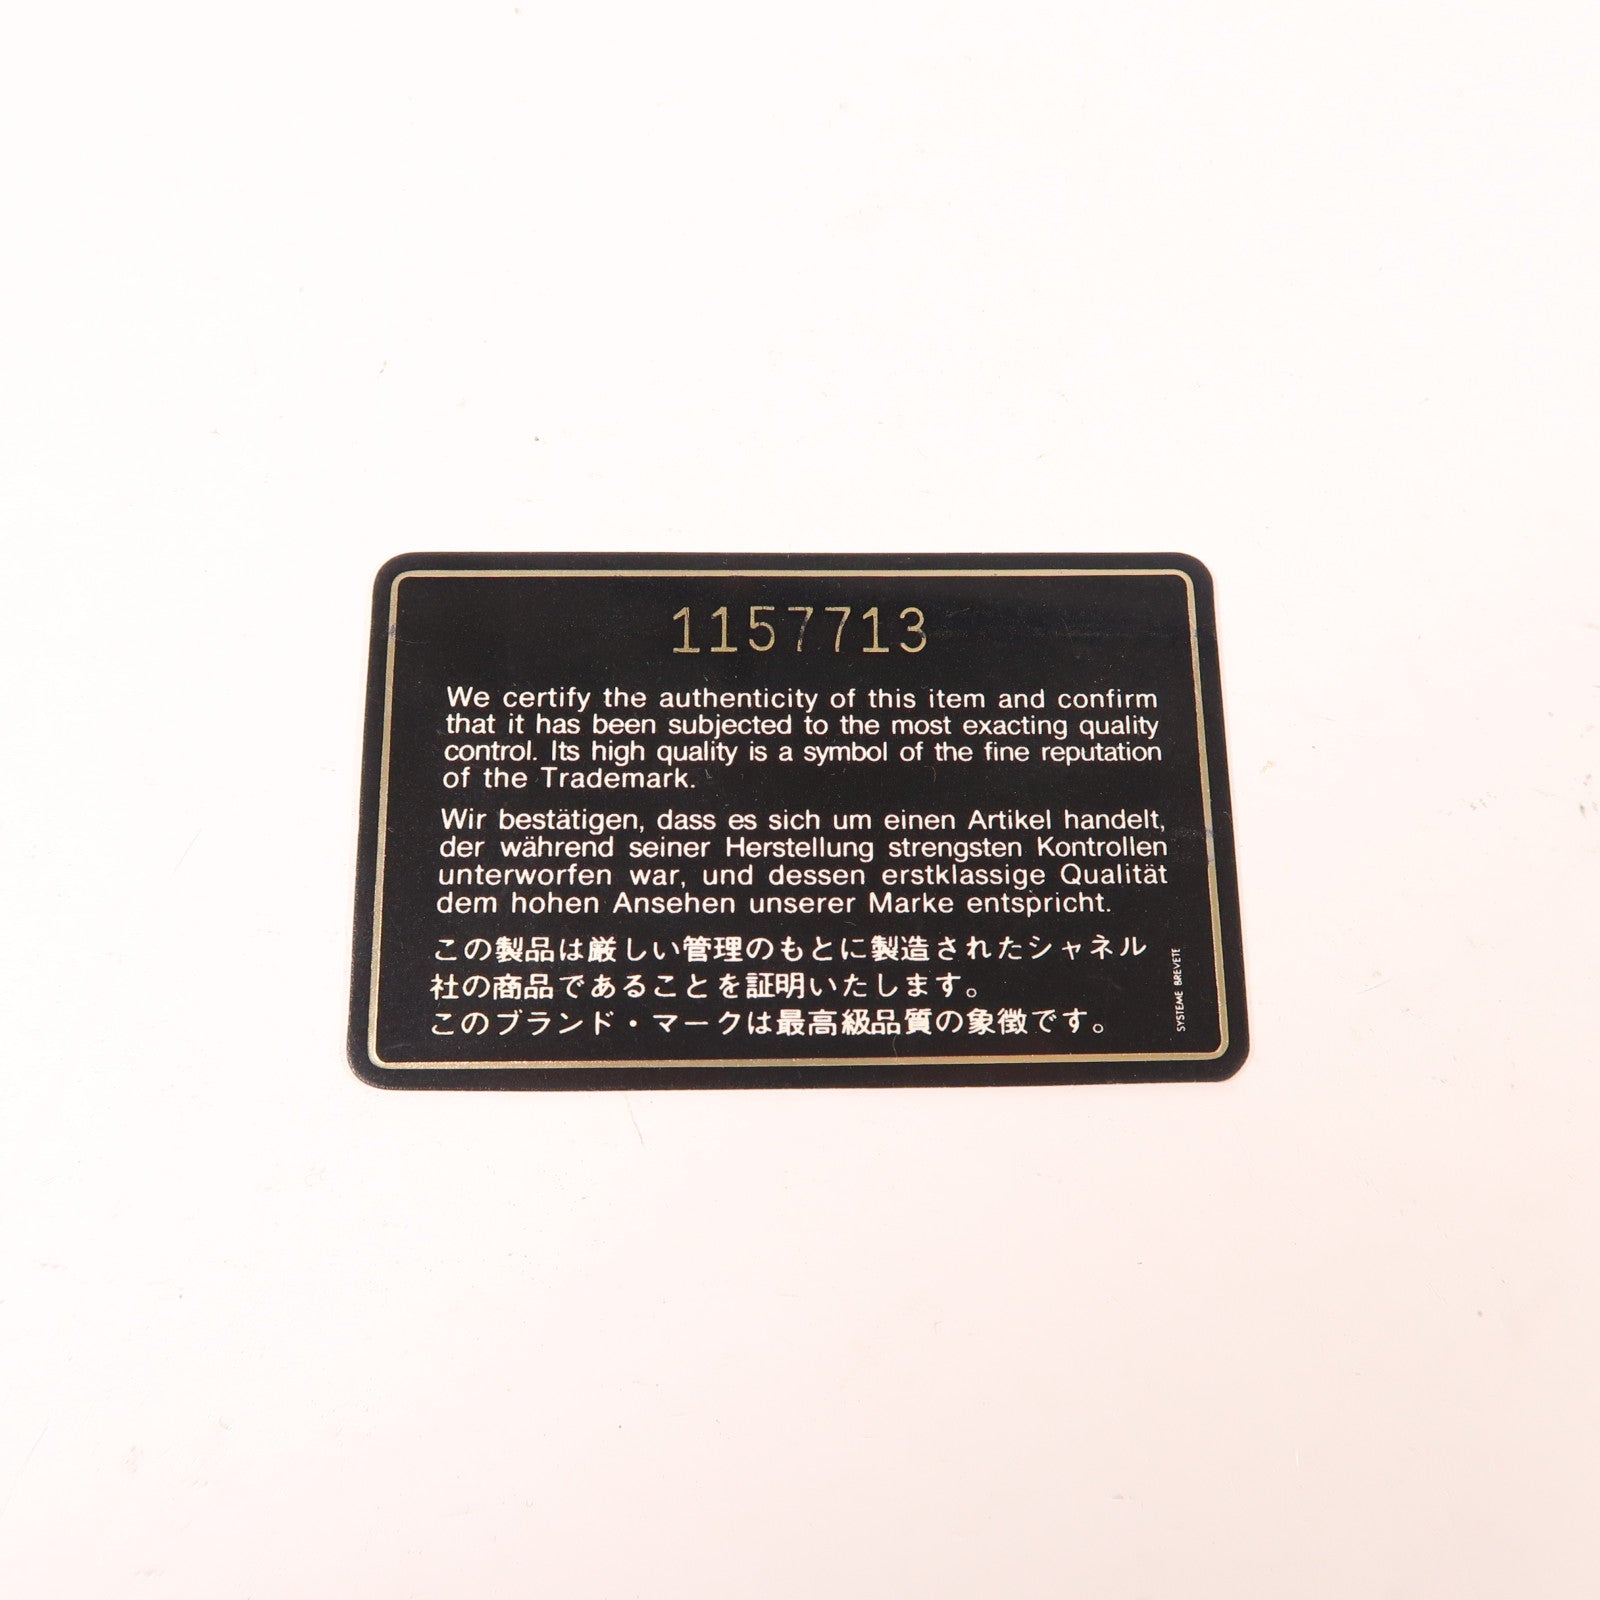 1157713
We certify the authenticity of this item and confirm
that it has been subjected to the most exacting quality
control. Its high quality is a symbol of the fine reputation
of the Trademark.
Wir bestätigen, dass es sich um einen Artikel handelt,
der während seiner Herstellung strengsten Kontrollen
unterworfen war, und dessen erstklassige Qualität
dem hohen Ansehen unserer Marke entspricht.
この製品は厳しい管理のもとに製造されたシャネル
社の商品であることを証明いたします。
このブランド・マークは最高級品質の象徴です。
SYSTEME BREVETE